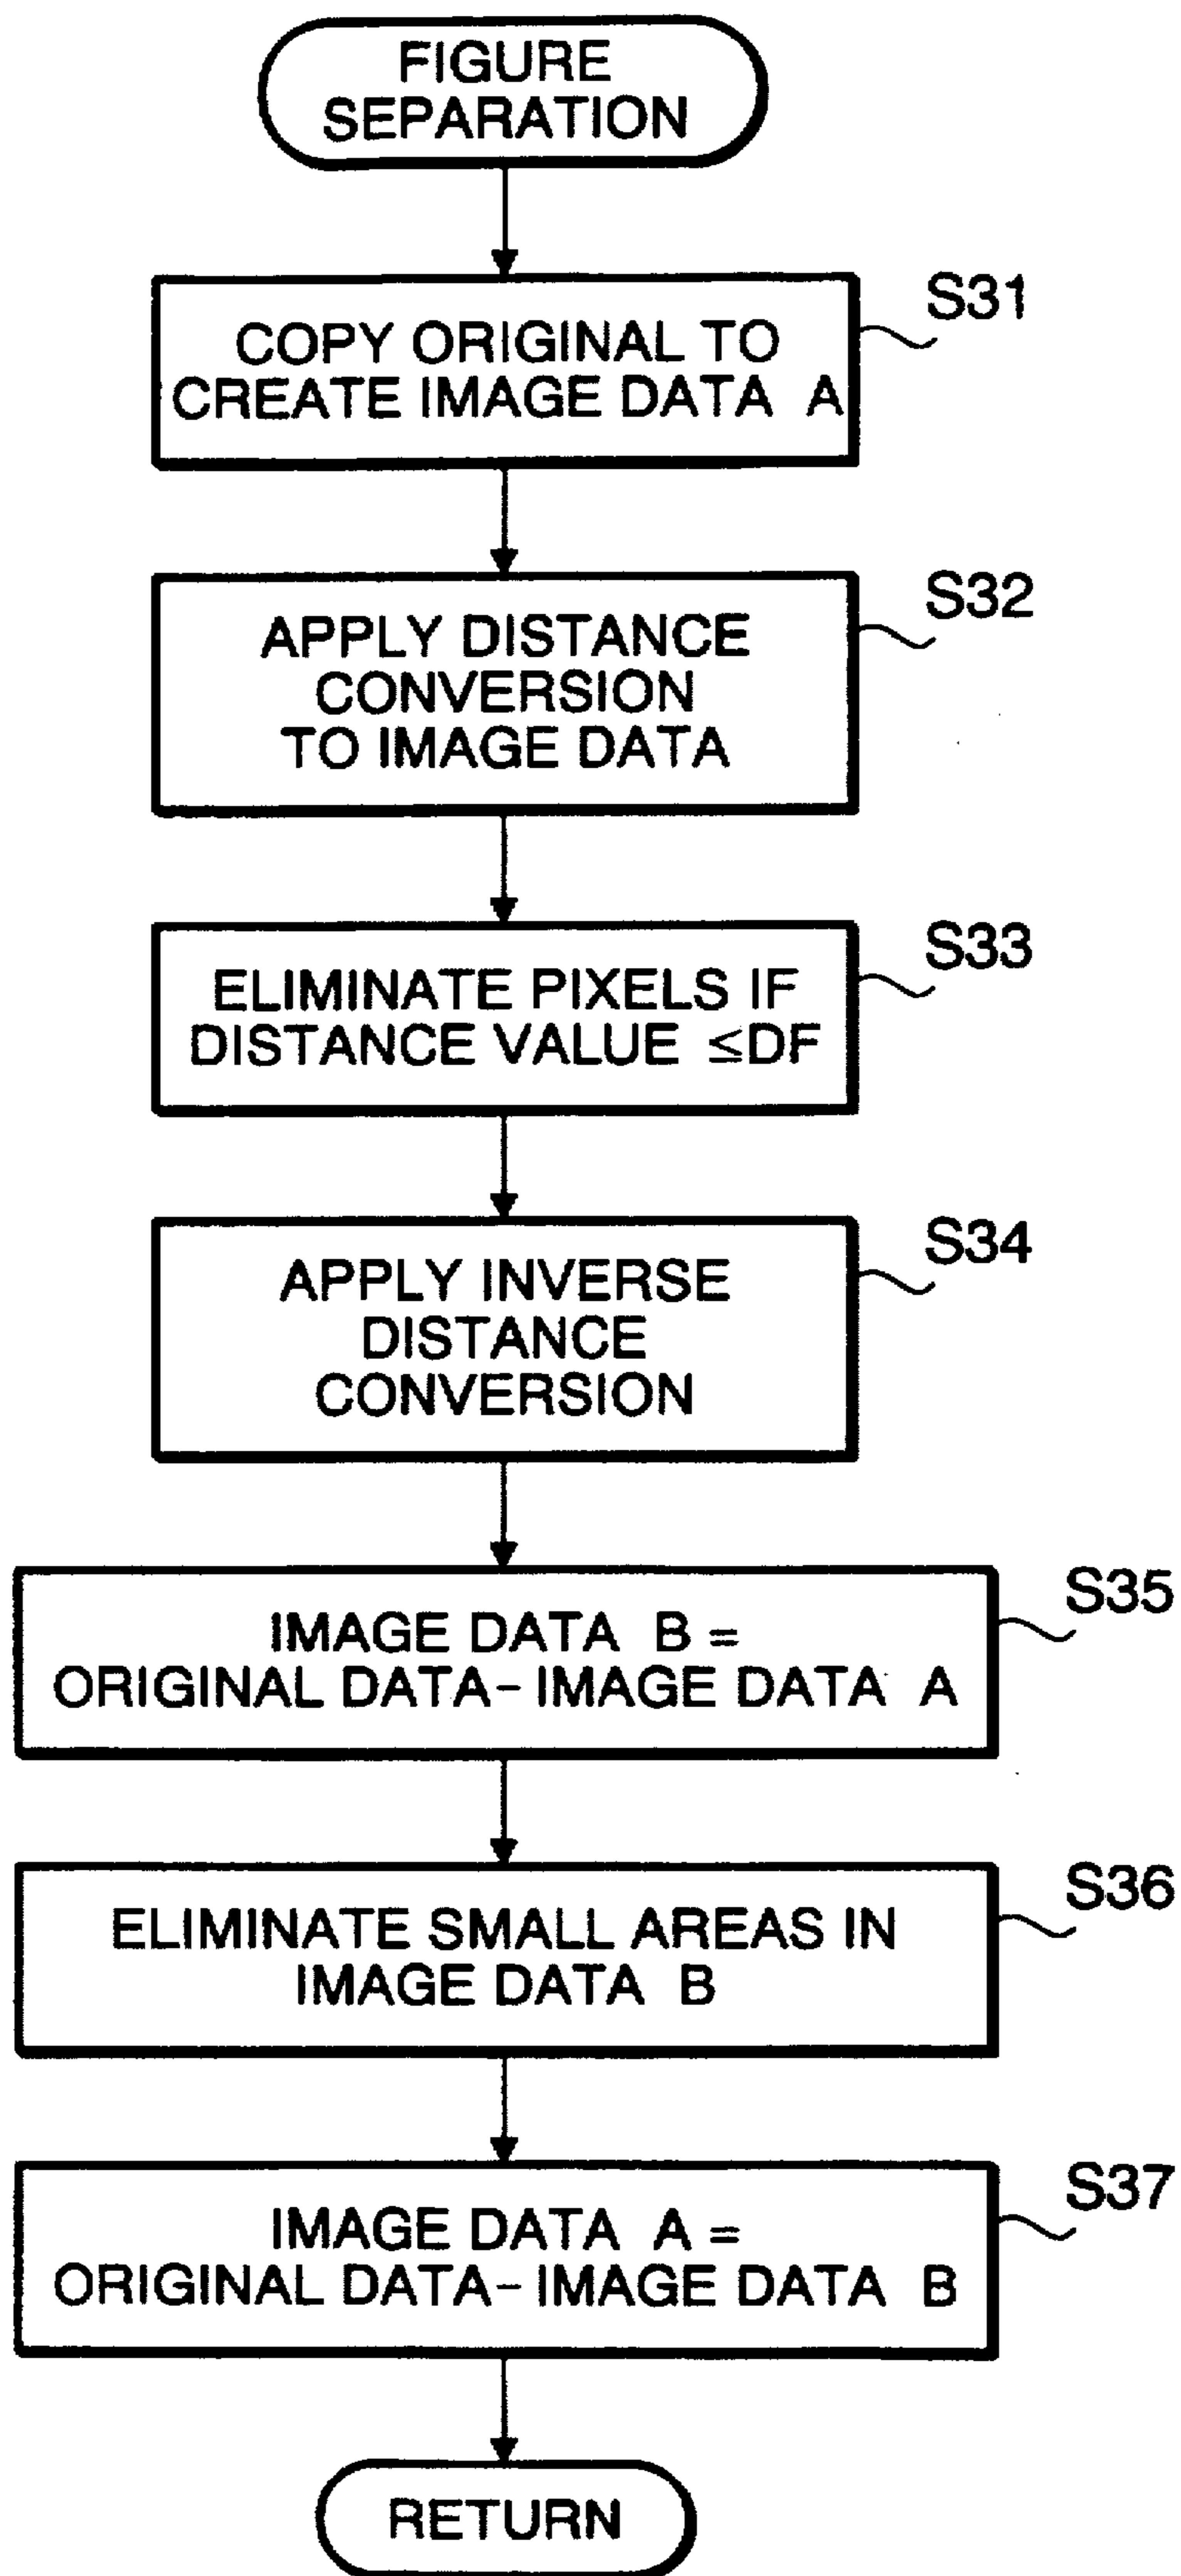 FIGURE
SEPARATION
S31
COPY ORIGINAL TO
CREATE IMAGE DATA A
S32
APPLY DISTANCE
CONVERSION
TO IMAGE DATA
S33
ELIMINATE PIXELS IF
DISTANCE VALUE ≤DF
S34
APPLY INVERSE
DISTANCE
CONVERSION
S35
IMAGE DATA B =
ORIGINAL DATA- IMAGE DATA A
S36
ELIMINATE SMALL AREAS IN
IMAGE DATA B
S37
IMAGE DATA A =
ORIGINAL DATA- IMAGE DATA B
RETURN